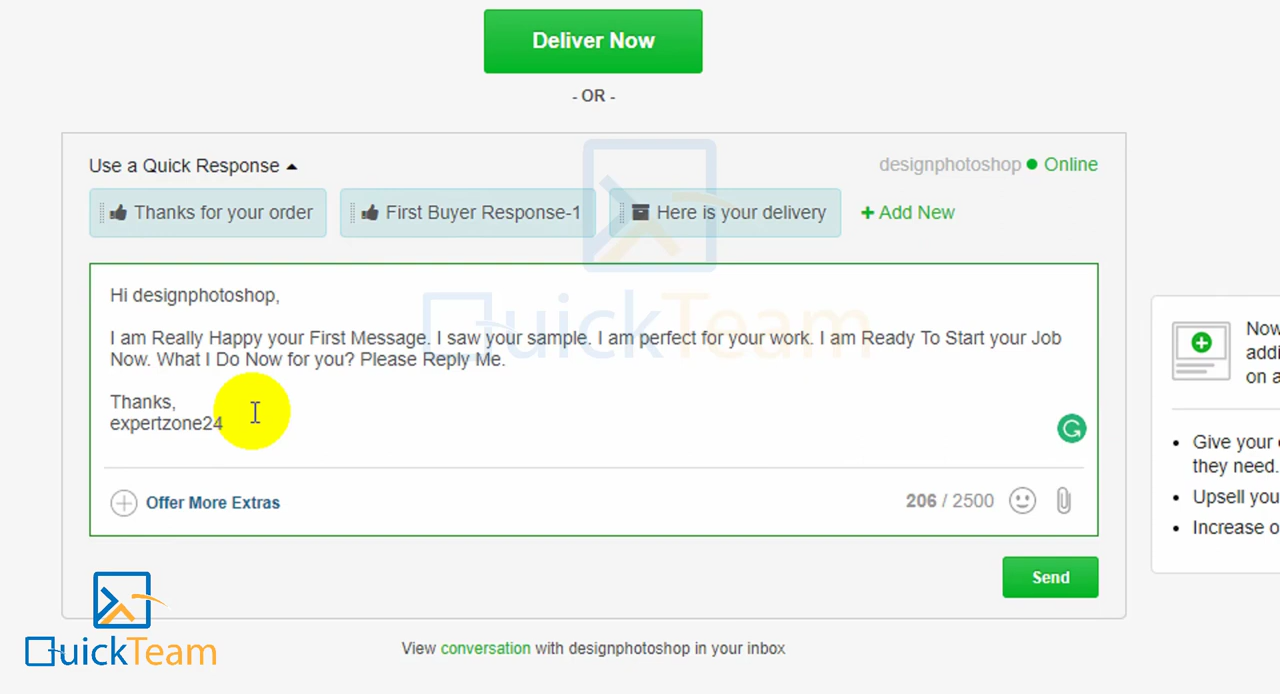 Deliver Now
- OR -
Use a Quick Response
designphotoshop Online
Thanks for your order
First Buyer Response-1
Here is your delivery
+ Add New
QuickTeam
Hi designphotoshop,
I am Really Happy your First Message. I saw your sample. I am perfect for your work. I am Ready To Start your Job
Now. What I Do Now for you? Please Reply Me.
Thanks,
expertzone24
Offer More Extras
206 / 2500
Send
View conversation with designphotoshop in your inbox
QuickTeam
Now
addi
on a
• Give your
they need.
• Upsell you
• Increase o